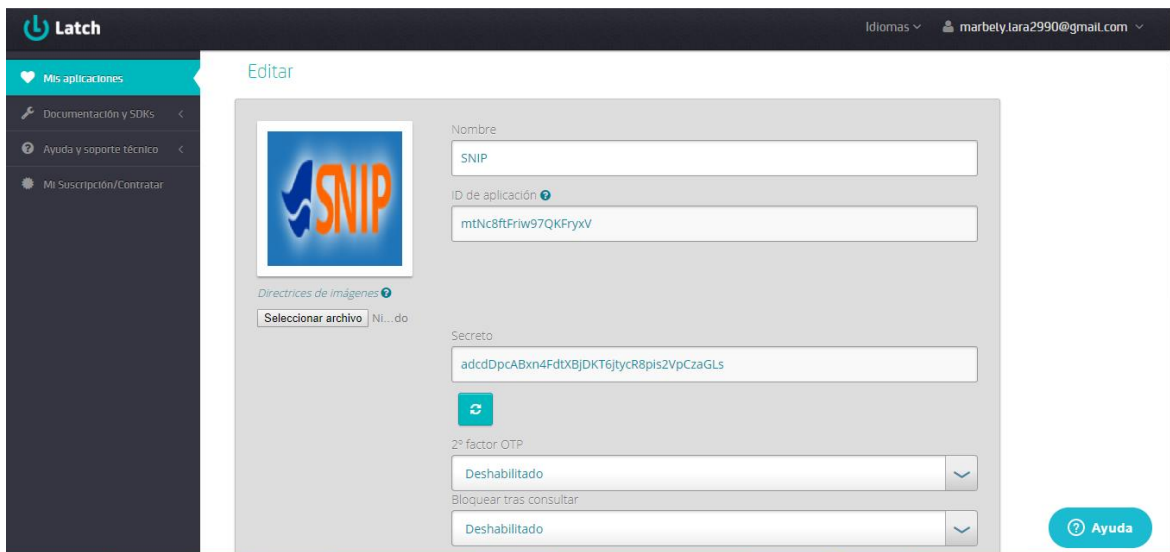 Latch
Idiomas
marbely.lara2990@gmail.com
Mis aplicaciones
Documentación y SDKs
Ayuda y soporte técnico
Mi Suscripción/Contratar
Editar
SNIP
Directrices de imágenes
Seleccionar archivo Ni...do
Nombre
SNIP
ID de aplicación
mtNc8ftFriw97QKFryxV
Secreto
adcdDpcABxn4FdtXBjDKT6jtycR8pis2VpCzaGLs
2º factor OTP
Deshabilitado
Bloquear tras consultar
Deshabilitado
Ayuda